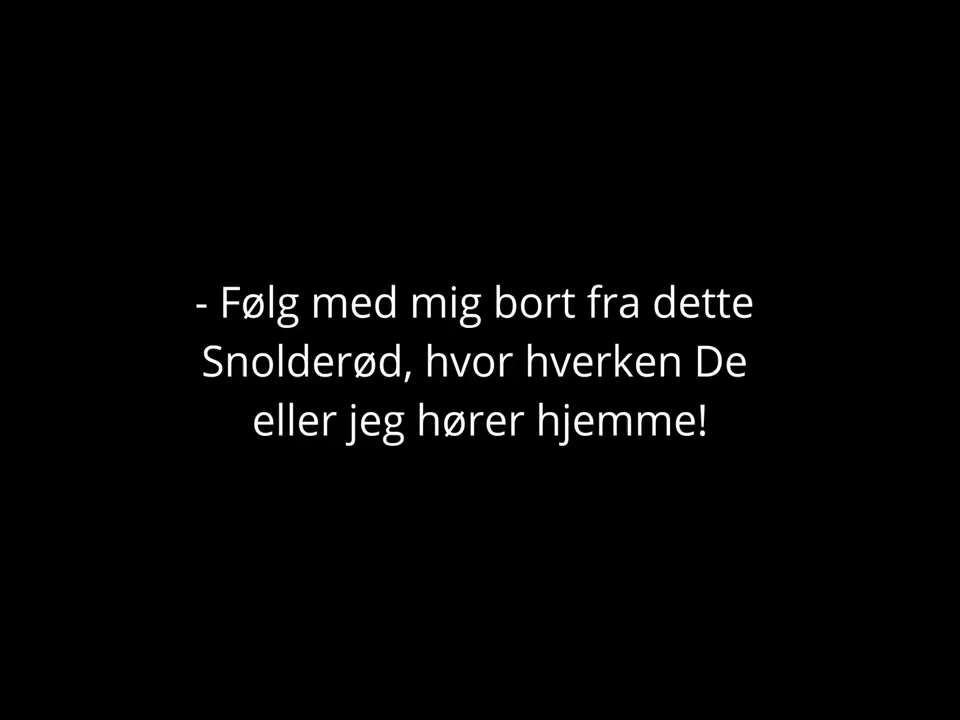 - Følg med mig bort fra dette
Snolderød, hvor hverken De
eller jeg hører hjemme!